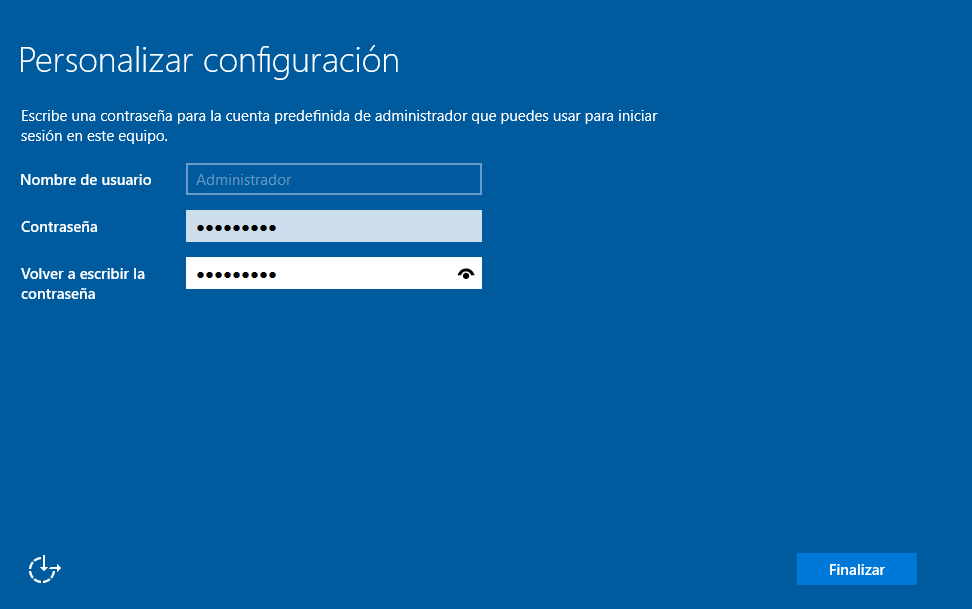 Personalizar configuración
Escribe una contraseña para la cuenta predefinida de administrador que puedes usar para iniciar
sesión en este equipo.
Nombre de usuario
Administrador
Contraseña
•••••••••
Volver a escribir la
contraseña
•••••••••
Finalizar